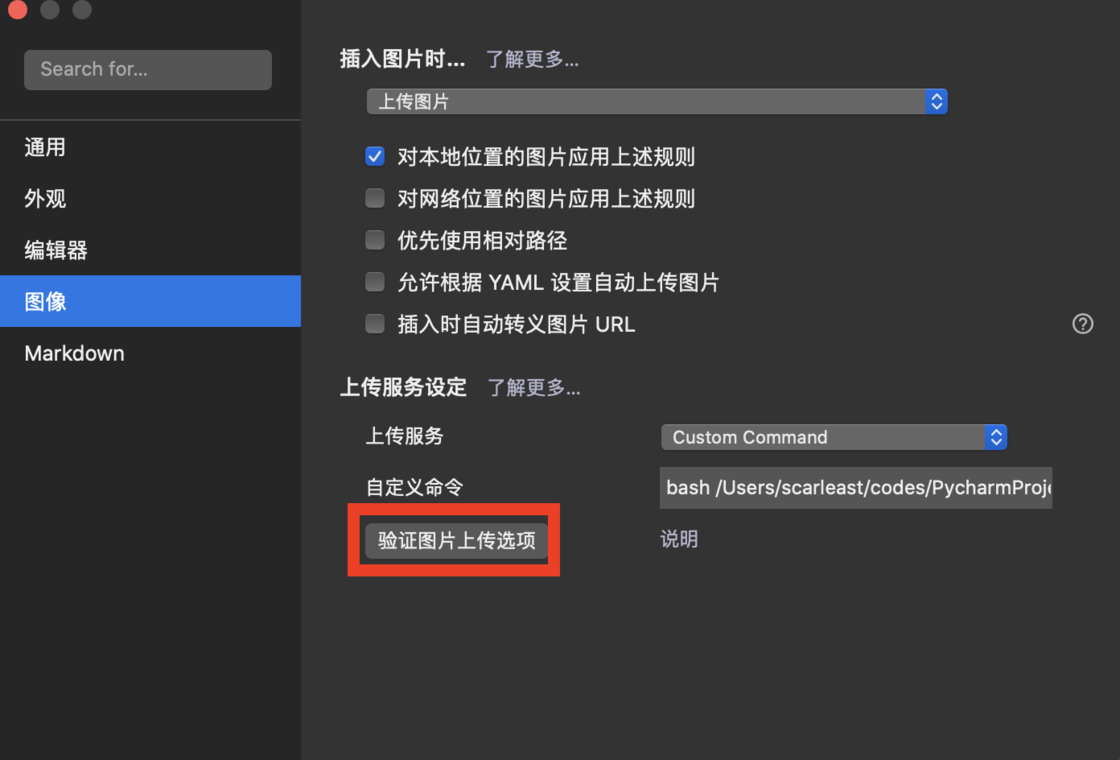 Search for...
通用
外观
编辑器
图像
Markdown
插入图片时... 了解更多...
上传图片
对本地位置的图片应用上述规则
对网络位置的图片应用上述规则
优先使用相对路径
允许根据 YAML 设置自动上传图片
插入时自动转义图片 URL
上传服务设定 了解更多...
上传服务 Custom Command
自定义命令 bash /Users/scarleast/codes/PycharmProje
验证图片上传选项 说明